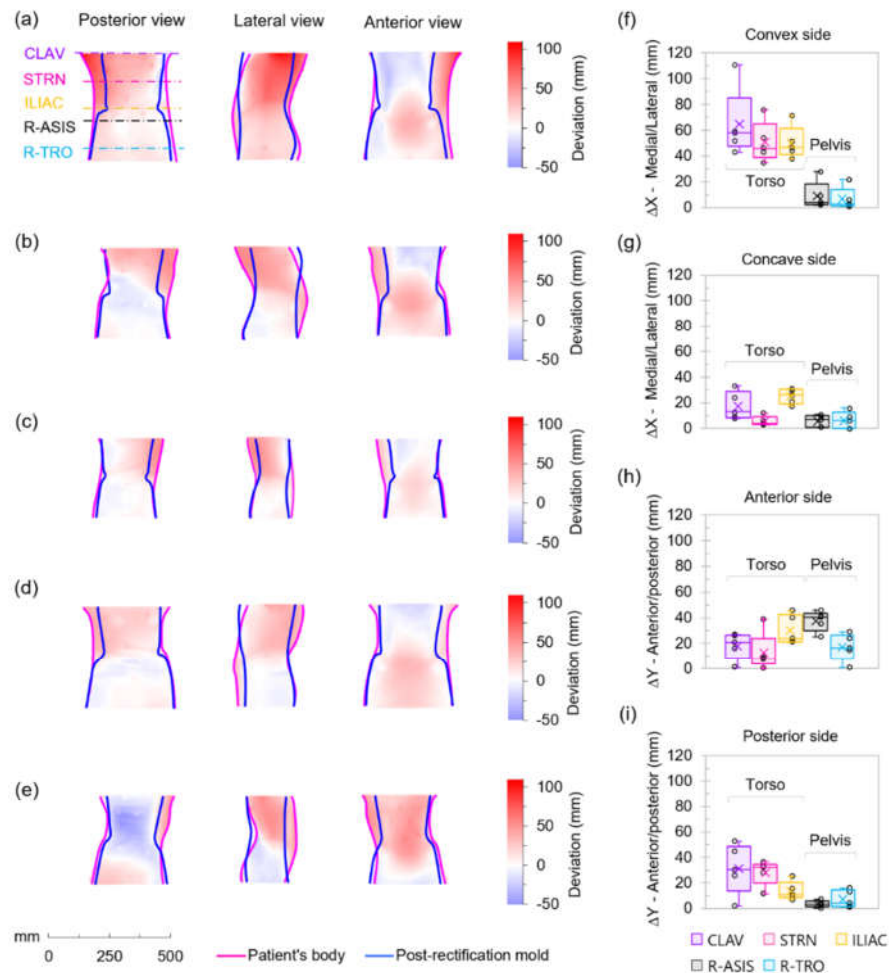 (a) Posterior view Lateral view Anterior view
CLAV
STRN
ILIAC
R-ASIS
R-TRO
100
50
0
-50
Deviation (mm)
(b)
100
50
0
-50
Deviation (mm)
(c)
100
50
0
-50
Deviation (mm)
(d)
100
50
0
-50
Deviation (mm)
(e)
100
50
0
-50
Deviation (mm)
mm
0 250 500
Patient's body Post-rectification mold
(f)
Convex side
ΔX - Medial/Lateral (mm)
120
100
80
60
40
20
0
Pelvis
Torso
(g)
Concave side
ΔX - Medial/Lateral (mm)
120
100
80
60
40
20
0
Torso
Pelvis
(h)
Anterior side
ΔY - Anterior/posterior (mm)
120
100
80
60
40
20
0
Torso Pelvis
(i)
Posterior side
ΔY - Anterior/posterior (mm)
120
100
80
60
40
20
0
Torso
Pelvis
CLAV STRN ILIAC
R-ASIS R-TRO